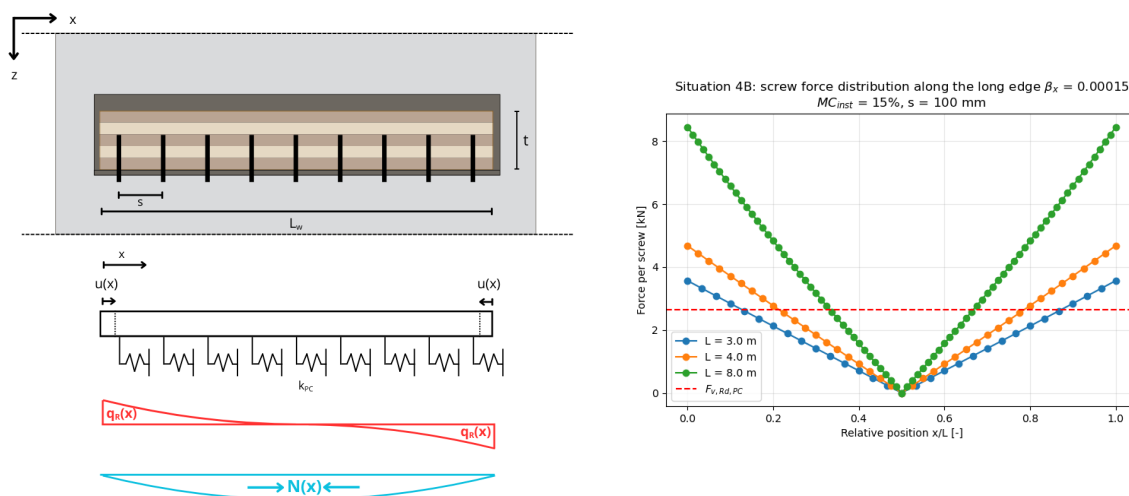 x
z
t
s
L_w
x
u(x)
u(x)
k_PC
q_R(x)
q_R(x)
N(x)
Situation 4B: screw force distribution along the long edge β_x = 0.00015
MC_inst = 15%, s = 100 mm
Force per screw [kN]
8
6
4
2
0
L = 3.0 m
L = 4.0 m
L = 8.0 m
F_v,Rd,PC
0.0 0.2 0.4 0.6 0.8 1.0
Relative position x/L [-]